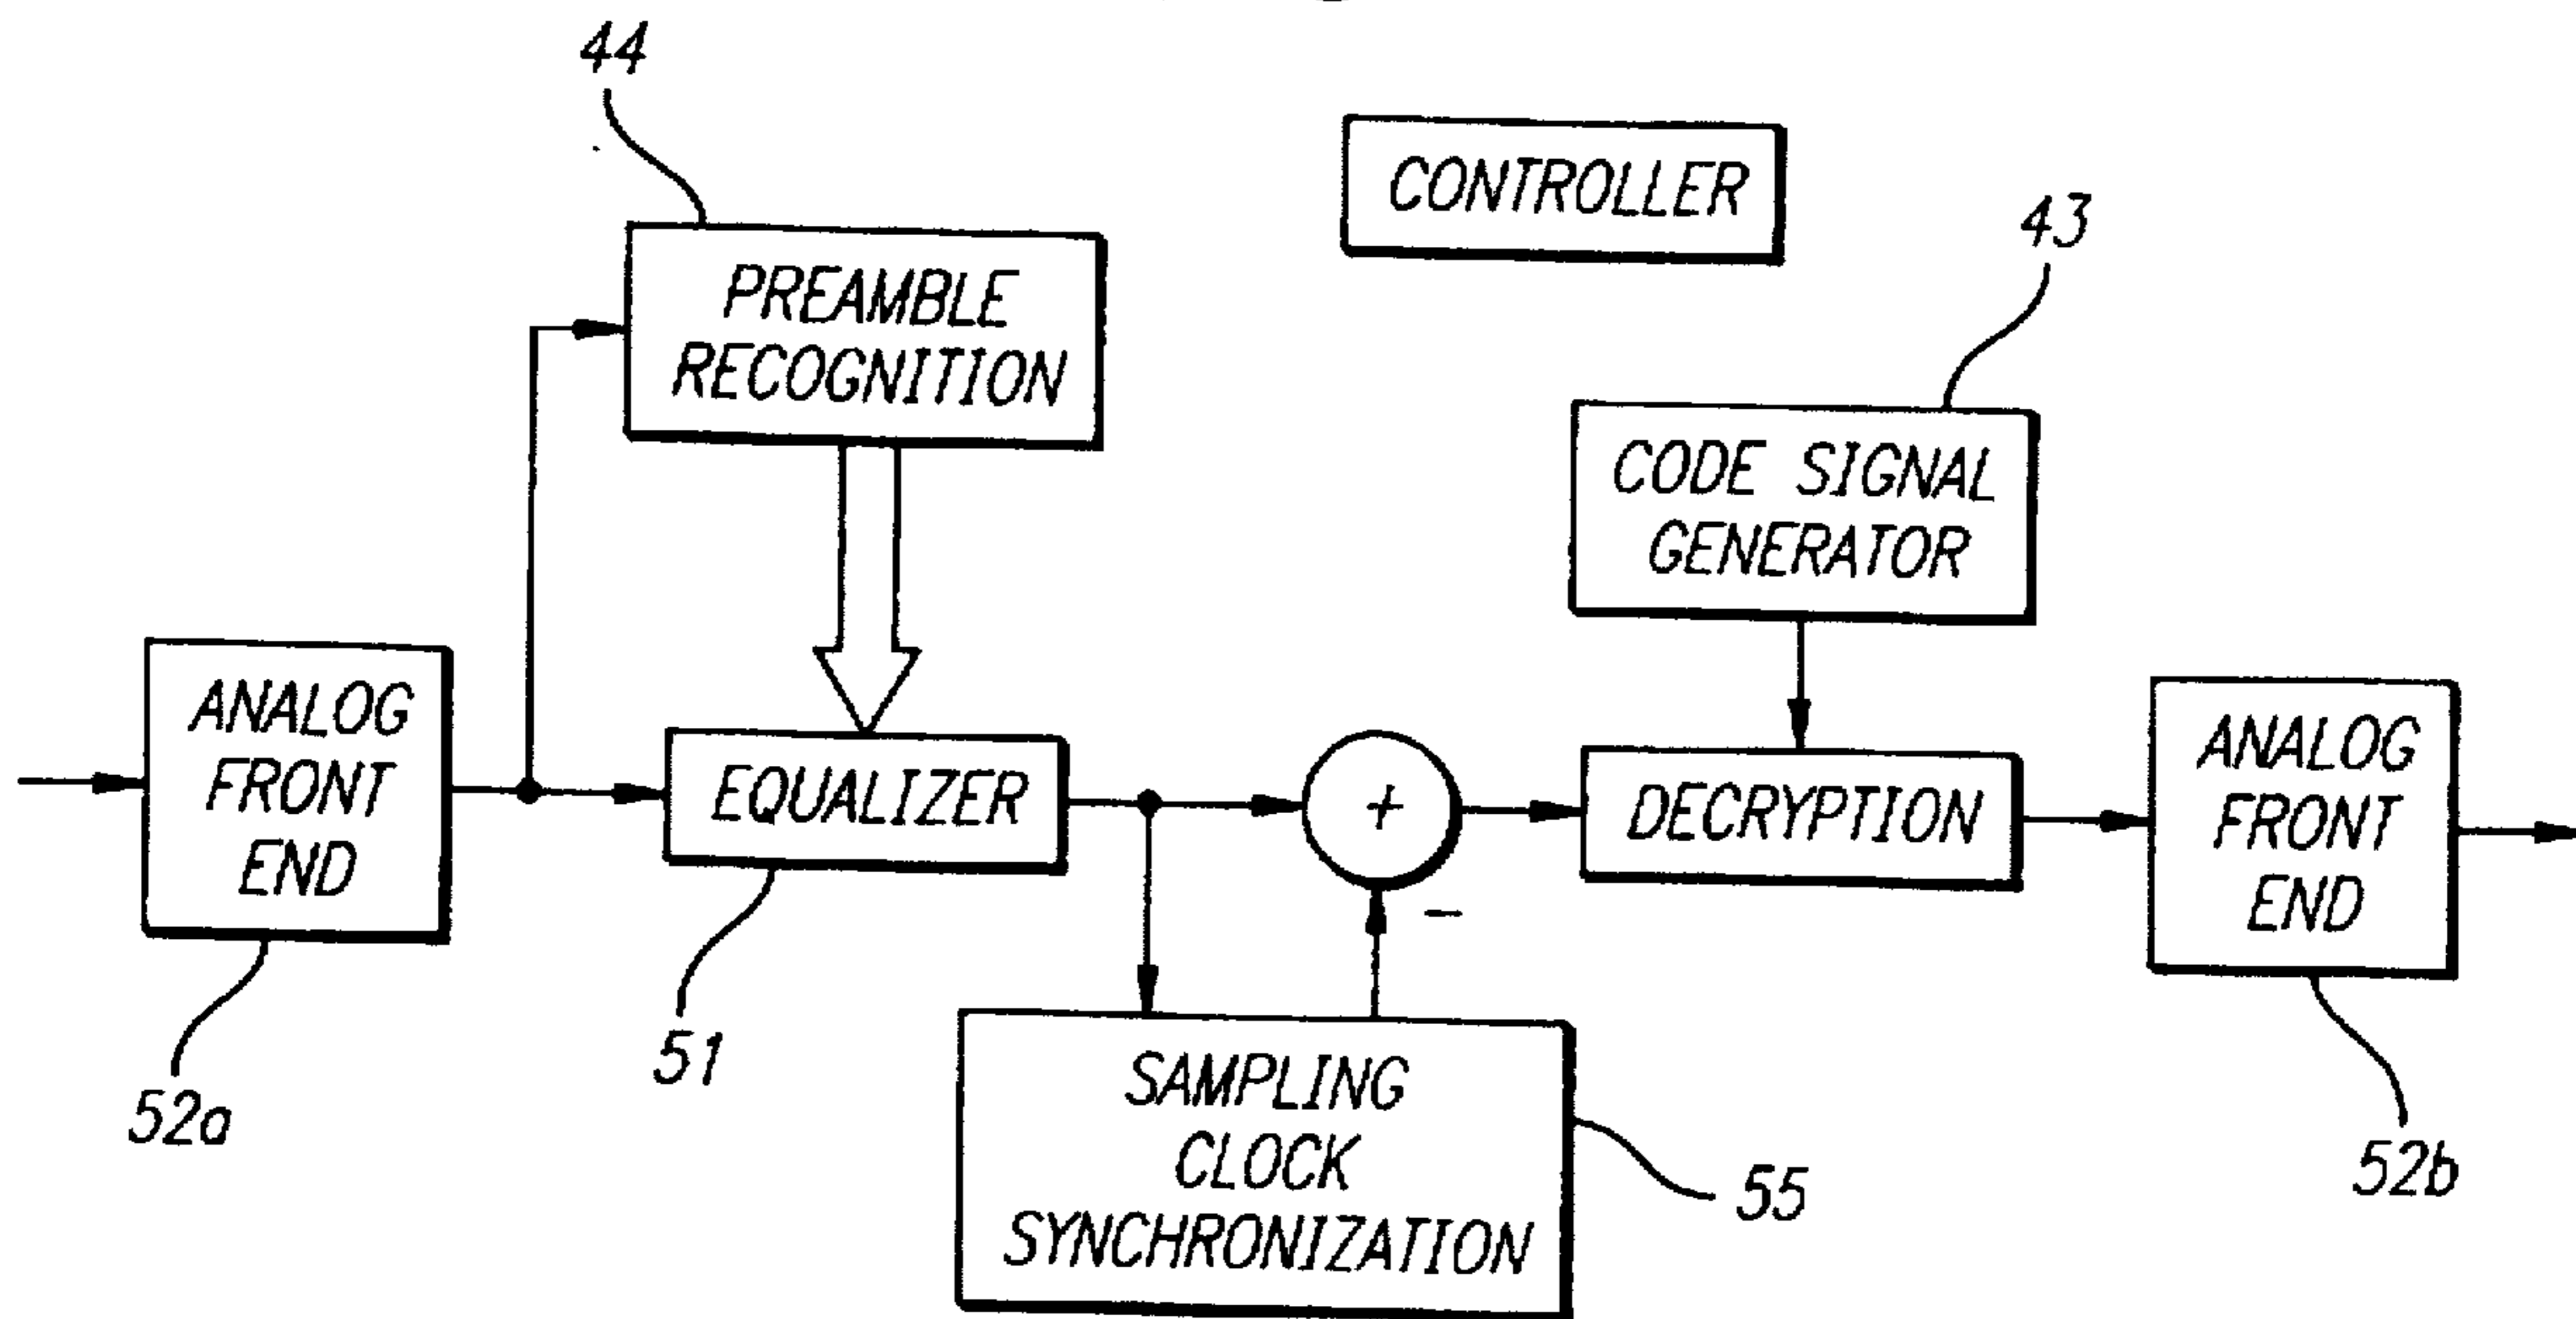 44
CONTROLLER
43
PREAMBLE
RECOGNITION
CODE SIGNAL
GENERATOR
ANALOG
FRONT
END
EQUALIZER
+
DECRYPTION
ANALOG
FRONT
END
−
51
52a
SAMPLING
CLOCK
SYNCHRONIZATION
55
52b